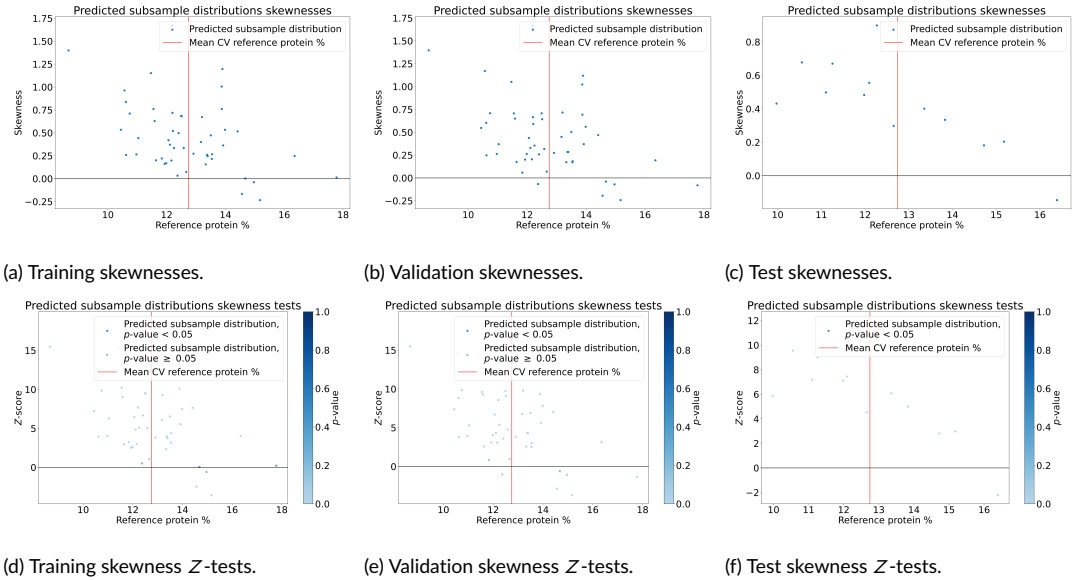 Predicted subsample distributions skewnesses
Predicted subsample distribution
Mean CV reference protein %
Skewness
1.75
1.50
1.25
1.00
0.75
0.50
0.25
0.00
−0.25
10 12 14 16 18
Reference protein %
(a) Training skewnesses.
Predicted subsample distributions skewnesses
Predicted subsample distribution
Mean CV reference protein %
Skewness
1.75
1.50
1.25
1.00
0.75
0.50
0.25
0.00
−0.25
10 12 14 16 18
Reference protein %
(b) Validation skewnesses.
Predicted subsample distributions skewnesses
Predicted subsample distribution
Mean CV reference protein %
Skewness
0.8
0.6
0.4
0.2
0.0
10 11 12 13 14 15 16
Reference protein %
(c) Test skewnesses.
Predicted subsample distributions skewness tests
Predicted subsample distribution,
p-value < 0.05
Predicted subsample distribution,
p-value ≥ 0.05
Mean CV reference protein %
Z-score
15
10
5
0
10 12 14 16 18
Reference protein %
1.0
0.8
0.6
0.4
0.2
0.0
p-value
(d) Training skewness Z-tests.
Predicted subsample distributions skewness tests
Predicted subsample distribution,
p-value < 0.05
Predicted subsample distribution,
p-value ≥ 0.05
Mean CV reference protein %
Z-score
15
10
5
0
10 12 14 16 18
Reference protein %
1.0
0.8
0.6
0.4
0.2
0.0
p-value
(e) Validation skewness Z-tests.
Predicted subsample distributions skewness tests
Predicted subsample distribution,
p-value < 0.05
Mean CV reference protein %
Z-score
12
10
8
6
4
2
0
−2
10 11 12 13 14 15 16
Reference protein %
1.0
0.8
0.6
0.4
0.2
0.0
p-value
(f) Test skewness Z-tests.